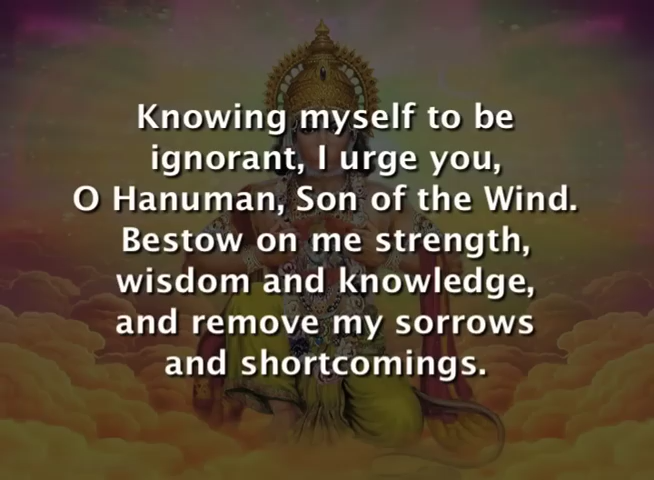 Knowing myself to be
ignorant, I urge you,
O Hanuman, Son of the Wind.
Bestow on me strength,
wisdom and knowledge,
and remove my sorrows
and shortcomings.